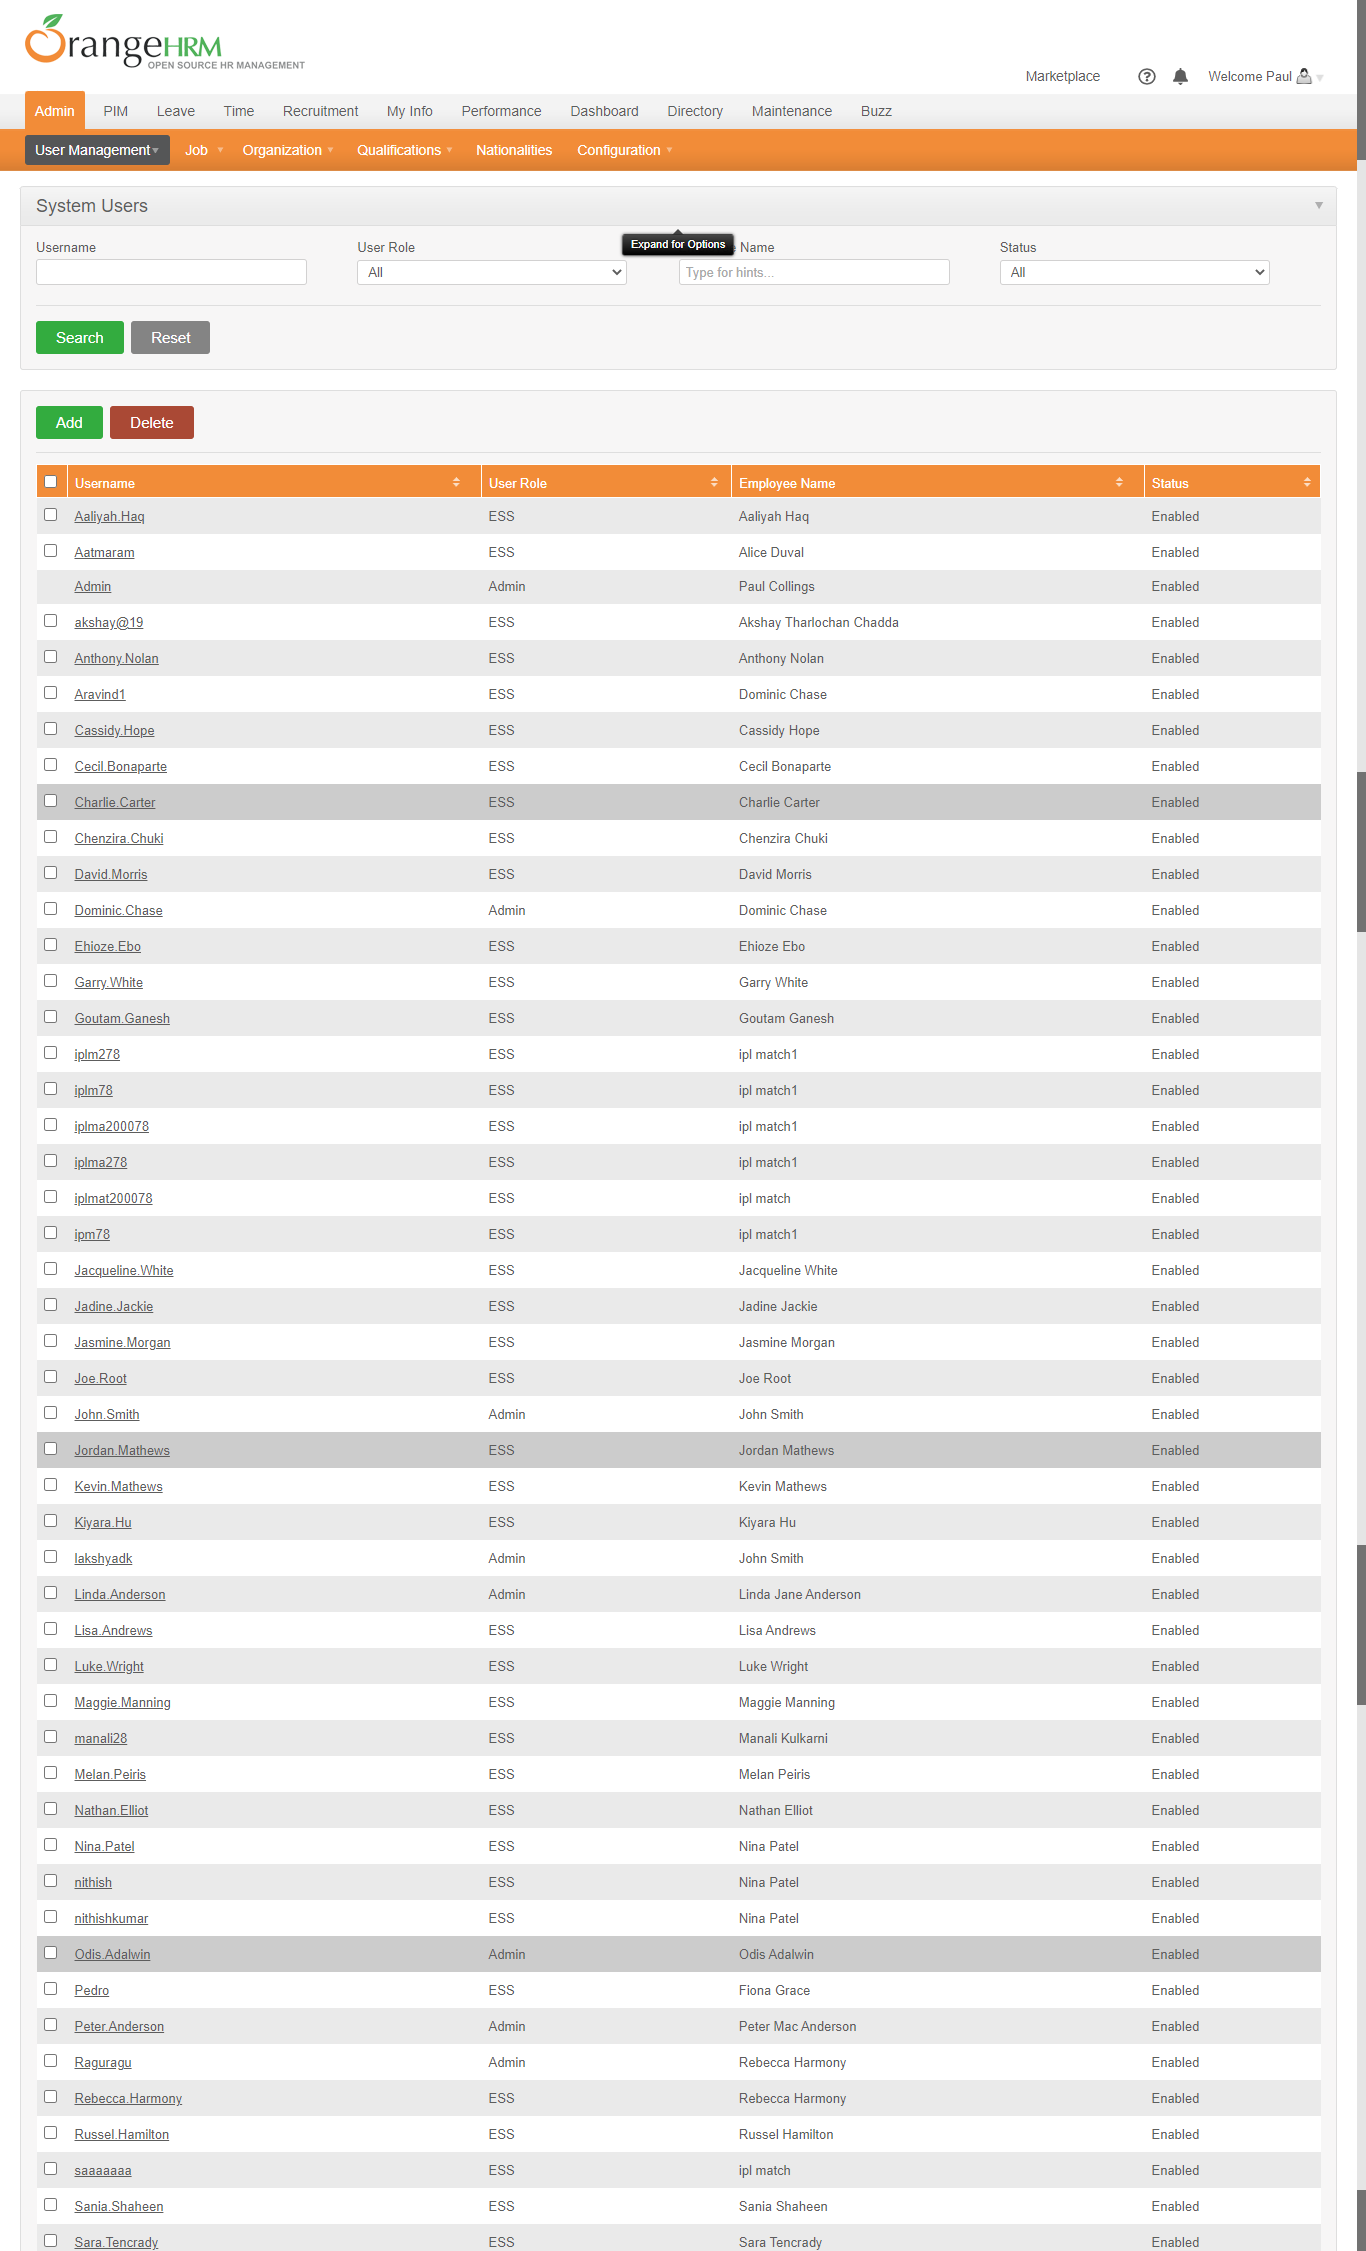 OrangeHRM
OPEN SOURCE HR MANAGEMENT
Marketplace Welcome Paul
Admin PIM Leave Time Recruitment My Info Performance Dashboard Directory Maintenance Buzz
User Management Job Organization Qualifications Nationalities Configuration
System Users
Username User Role Expand for Options Name Status
All Type for hints... All
Search Reset
Add Delete
Username User Role Employee Name Status
Aaliyah.Haq ESS Aaliyah Haq Enabled
Aatmaram ESS Alice Duval Enabled
Admin Admin Paul Collings Enabled
akshay@19 ESS Akshay Tharlochan Chadda Enabled
Anthony.Nolan ESS Anthony Nolan Enabled
Aravind1 ESS Dominic Chase Enabled
Cassidy.Hope ESS Cassidy Hope Enabled
Cecil.Bonaparte ESS Cecil Bonaparte Enabled
Charlie.Carter ESS Charlie Carter Enabled
Chenzira.Chuki ESS Chenzira Chuki Enabled
David.Morris ESS David Morris Enabled
Dominic.Chase Admin Dominic Chase Enabled
Ehioze.Ebo ESS Ehioze Ebo Enabled
Garry.White ESS Garry White Enabled
Goutam.Ganesh ESS Goutam Ganesh Enabled
iplm278 ESS ipl match1 Enabled
iplm78 ESS ipl match1 Enabled
iplma200078 ESS ipl match1 Enabled
iplma278 ESS ipl match1 Enabled
iplmat200078 ESS ipl match Enabled
ipm78 ESS ipl match1 Enabled
Jacqueline.White ESS Jacqueline White Enabled
Jadine.Jackie ESS Jadine Jackie Enabled
Jasmine.Morgan ESS Jasmine Morgan Enabled
Joe.Root ESS Joe Root Enabled
John.Smith Admin John Smith Enabled
Jordan.Mathews ESS Jordan Mathews Enabled
Kevin.Mathews ESS Kevin Mathews Enabled
Kiyara.Hu ESS Kiyara Hu Enabled
lakshyadk Admin John Smith Enabled
Linda.Anderson Admin Linda Jane Anderson Enabled
Lisa.Andrews ESS Lisa Andrews Enabled
Luke.Wright ESS Luke Wright Enabled
Maggie.Manning ESS Maggie Manning Enabled
manali28 ESS Manali Kulkarni Enabled
Melan.Peiris ESS Melan Peiris Enabled
Nathan.Elliot ESS Nathan Elliot Enabled
Nina.Patel ESS Nina Patel Enabled
nithish ESS Nina Patel Enabled
nithishkumar ESS Nina Patel Enabled
Odis.Adalwin Admin Odis Adalwin Enabled
Pedro ESS Fiona Grace Enabled
Peter.Anderson Admin Peter Mac Anderson Enabled
Raguragu Admin Rebecca Harmony Enabled
Rebecca.Harmony ESS Rebecca Harmony Enabled
Russel.Hamilton ESS Russel Hamilton Enabled
saaaaaaa ESS ipl match Enabled
Sania.Shaheen ESS Sania Shaheen Enabled
Sara.Tencrady ESS Sara Tencrady Enabled